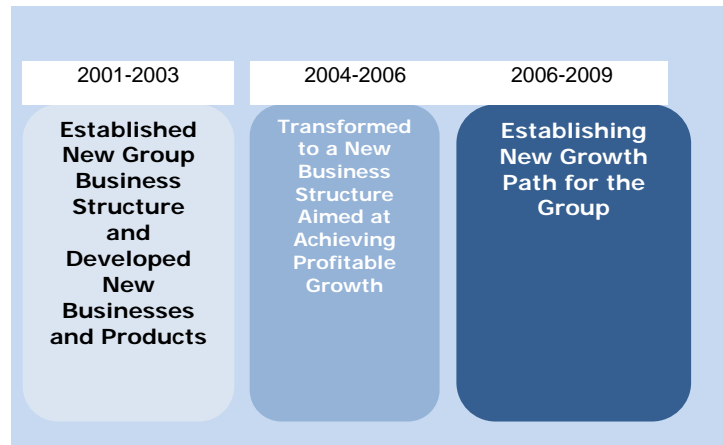 2001-2003
2004-2006
2006-2009
Established
New Group
Business
Structure
and
Developed
New
Businesses
and Products
Transformed
to a New
Business
Structure
Aimed at
Achieving
Profitable
Growth
Establishing
New Growth
Path for the
Group